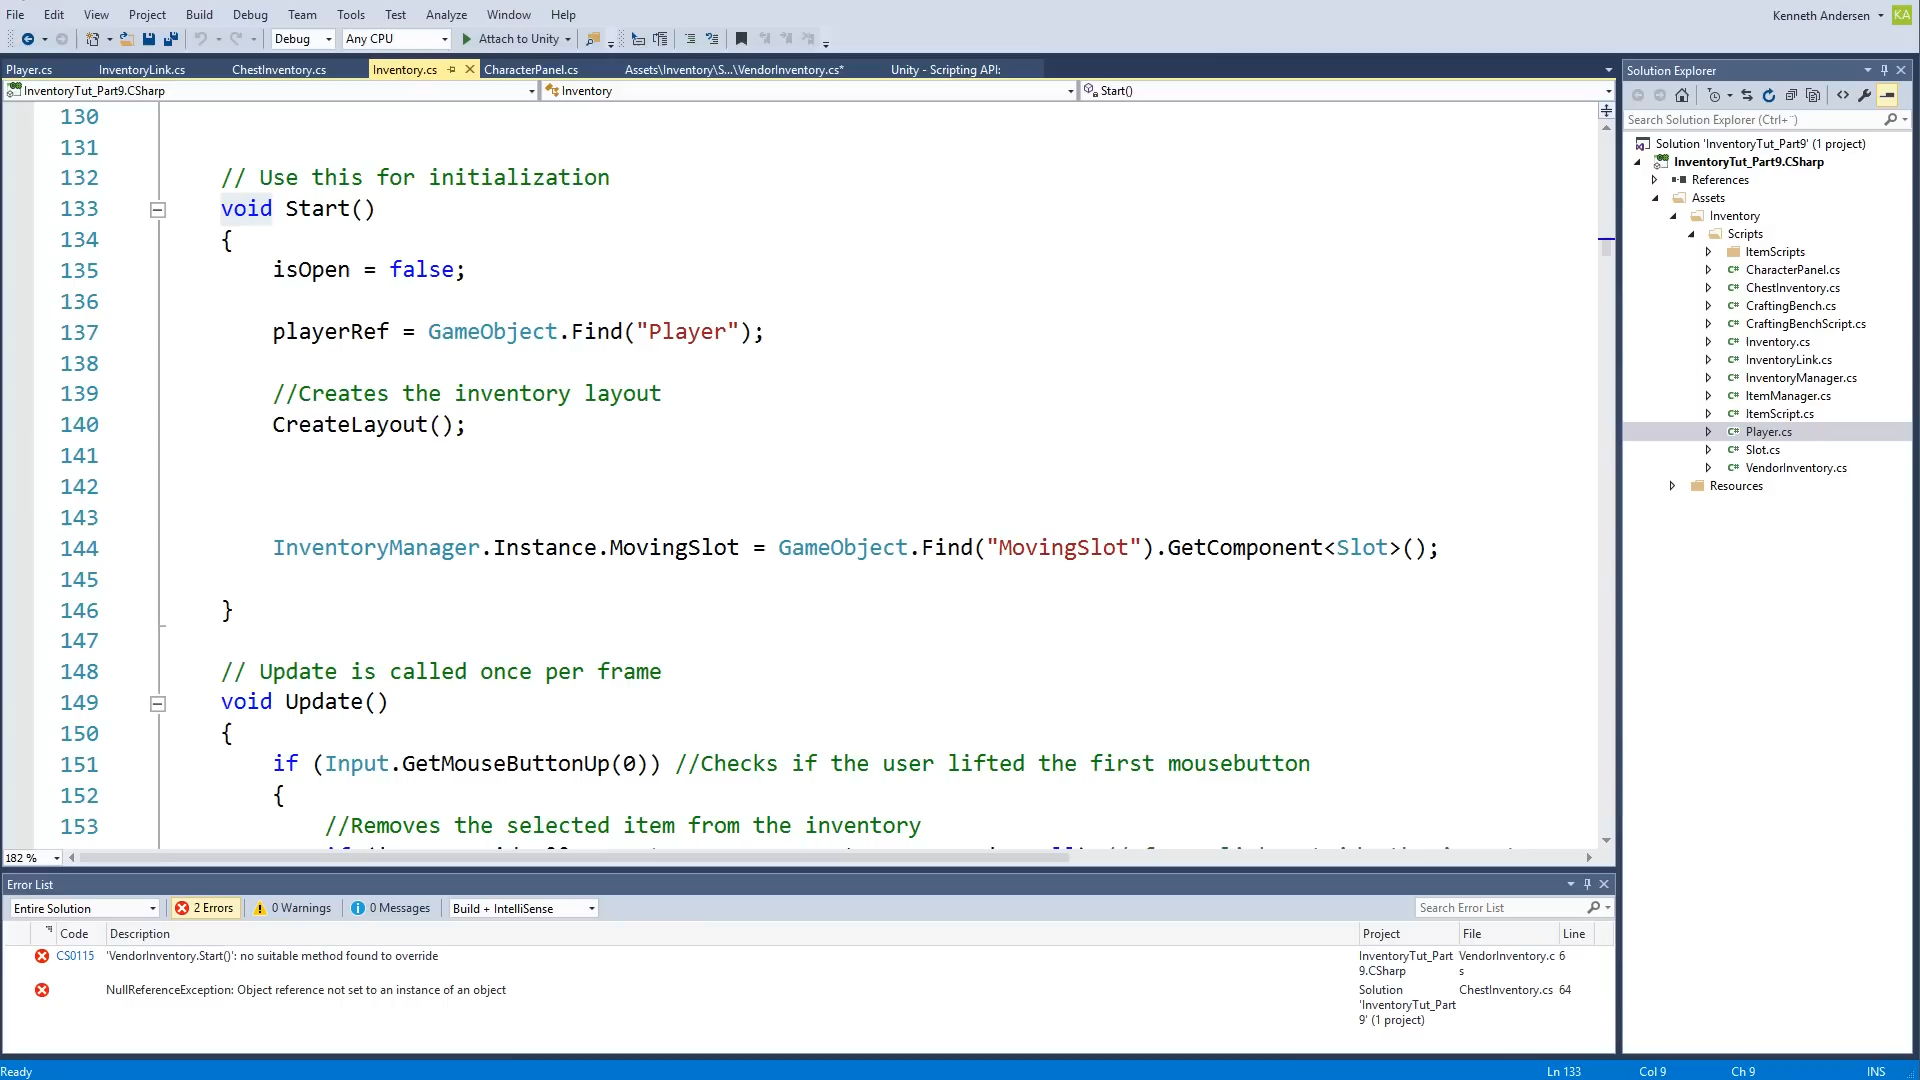 File Edit View Project Build Debug Team Tools Test Analyze Window Help
Kenneth Andersen KA
Debug Any CPU Attach to Unity
Player.cs InventoryLink.cs ChestInventory.cs Inventory.cs CharacterPanel.cs Assets\Inventory\S...\VendorInventory.cs* Unity - Scripting API:
InventoryTut_Part9.CSharp Inventory Start()
130
131
132 // Use this for initialization
133 void Start()
134 {
135 isOpen = false;
136
137 playerRef = GameObject.Find("Player");
138
139 //Creates the inventory layout
140 CreateLayout();
141
142
143
144 InventoryManager.Instance.MovingSlot = GameObject.Find("MovingSlot").GetComponent<Slot>();
145
146 }
147
148 // Update is called once per frame
149 void Update()
150 {
151 if (Input.GetMouseButtonUp(0)) //Checks if the user lifted the first mousebutton
152 {
153 //Removes the selected item from the inventory
182 %
Solution Explorer
Search Solution Explorer (Ctrl+¨)
Solution 'InventoryTut_Part9' (1 project)
InventoryTut_Part9.CSharp
References
Assets
Inventory
Scripts
ItemScripts
C# CharacterPanel.cs
C# ChestInventory.cs
C# CraftingBench.cs
C# CraftingBenchScript.cs
C# Inventory.cs
C# InventoryLink.cs
C# InventoryManager.cs
C# ItemManager.cs
C# ItemScript.cs
C# Player.cs
C# Slot.cs
C# VendorInventory.cs
Resources
Error List
Entire Solution 2 Errors 0 Warnings 0 Messages Build + IntelliSense Search Error List
Code Description Project File Line
CS0115 'VendorInventory.Start()': no suitable method found to override InventoryTut_Part VendorInventory.c 6
9.CSharp s
NullReferenceException: Object reference not set to an instance of an object Solution ChestInventory.cs 64
'InventoryTut_Part
9' (1 project)
Ready Ln 133 Col 9 Ch 9 INS